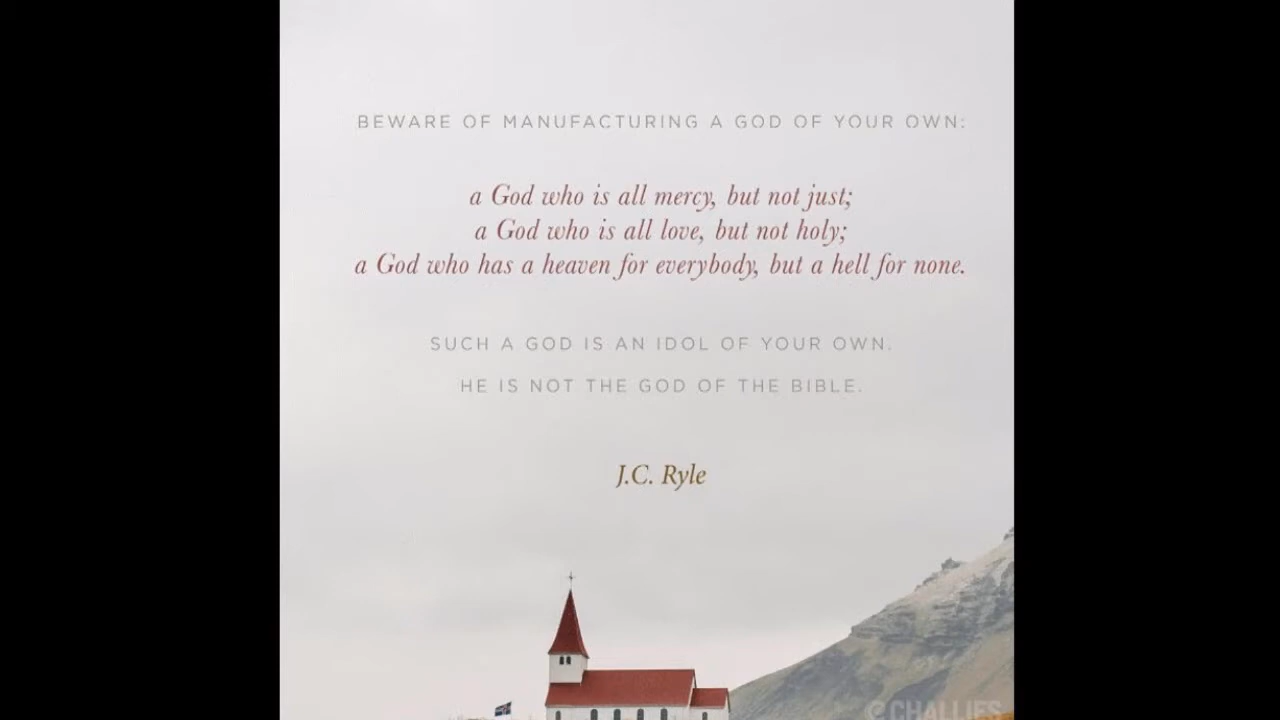 BEWARE OF MANUFACTURING A GOD OF YOUR OWN:
a God who is all mercy, but not just;
a God who is all love, but not holy;
a God who has a heaven for everybody, but a hell for none.
SUCH A GOD IS AN IDOL OF YOUR OWN.
HE IS NOT THE GOD OF THE BIBLE.
J.C. Ryle
@CHALLIES